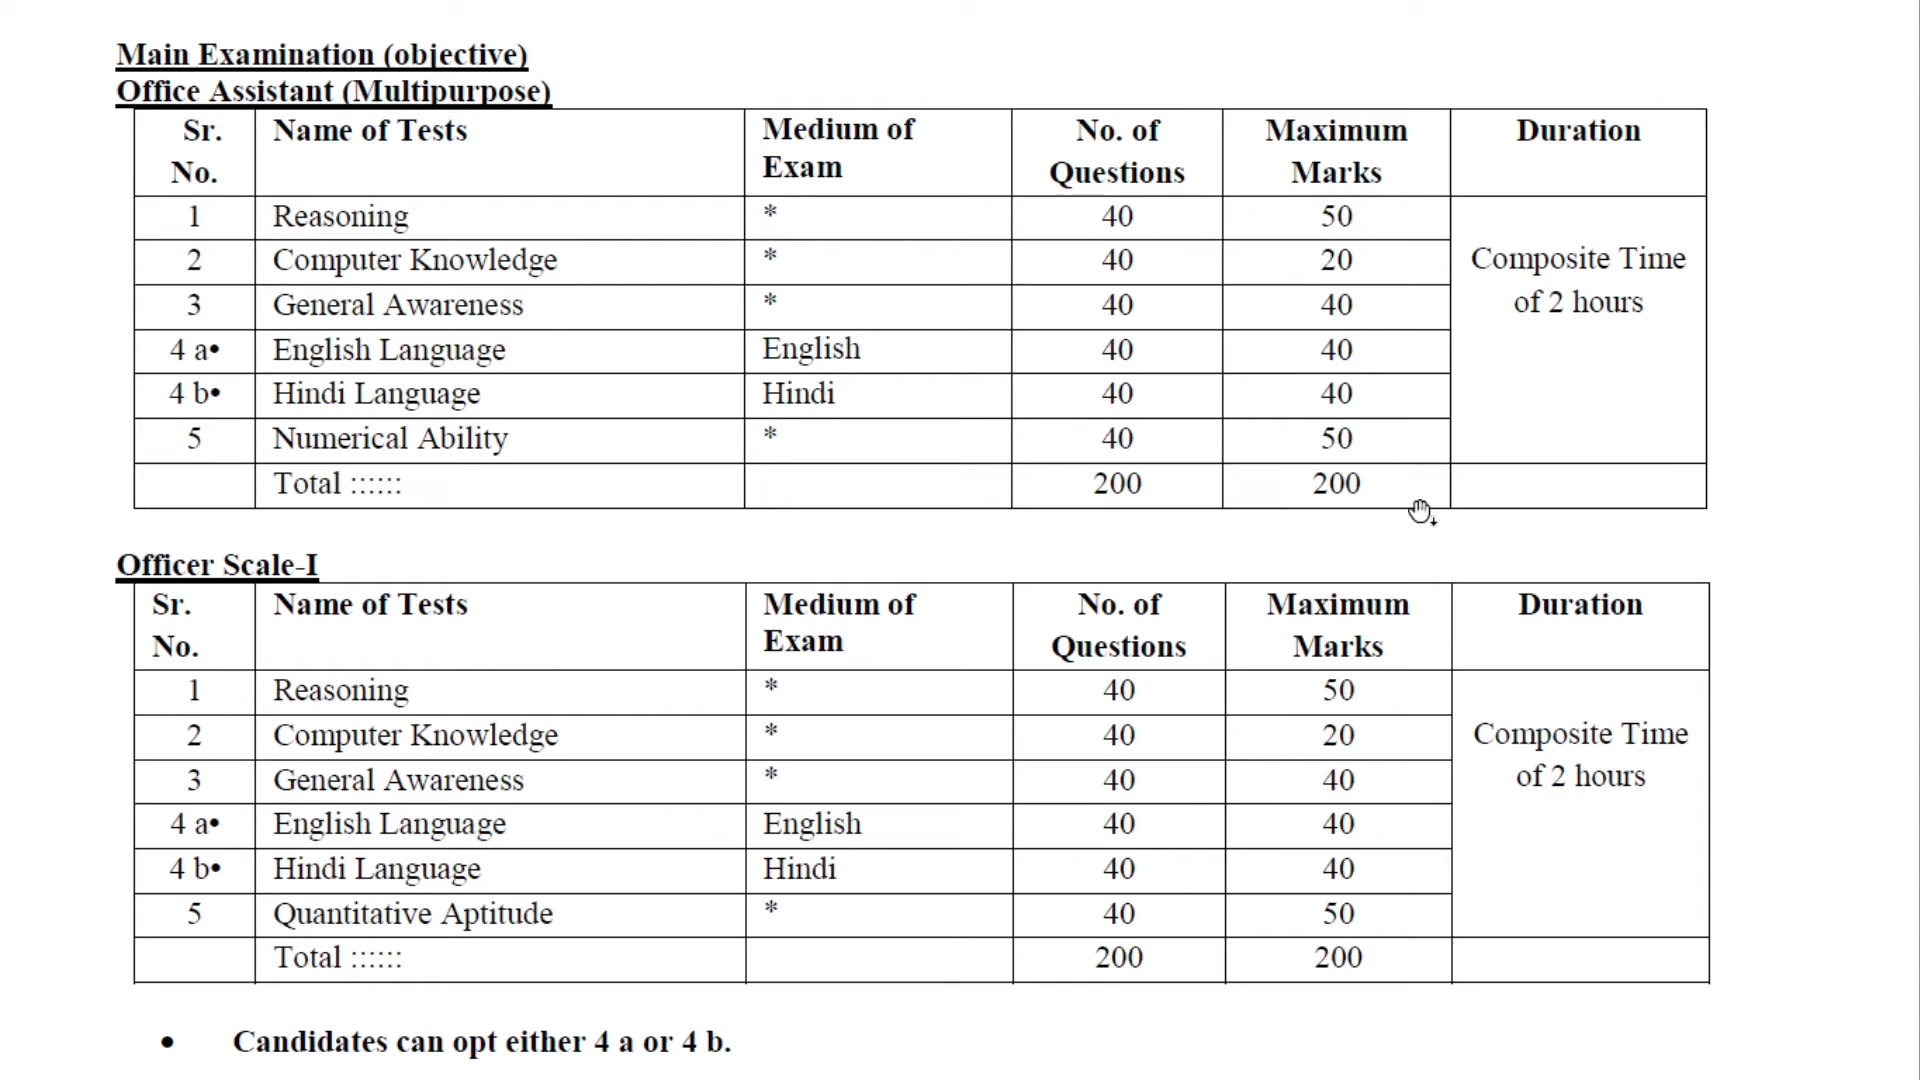 Main Examination (objective)
Office Assistant (Multipurpose)
Sr. No. Name of Tests Medium of Exam No. of Questions Maximum Marks Duration
1 Reasoning * 40 50 Composite Time of 2 hours
2 Computer Knowledge * 40 20
3 General Awareness * 40 40
4 a• English Language English 40 40
4 b• Hindi Language Hindi 40 40
5 Numerical Ability * 40 50
Total :::::: 200 200
Officer Scale-I
Sr. No. Name of Tests Medium of Exam No. of Questions Maximum Marks Duration
1 Reasoning * 40 50 Composite Time of 2 hours
2 Computer Knowledge * 40 20
3 General Awareness * 40 40
4 a• English Language English 40 40
4 b• Hindi Language Hindi 40 40
5 Quantitative Aptitude * 40 50
Total :::::: 200 200
• Candidates can opt either 4 a or 4 b.